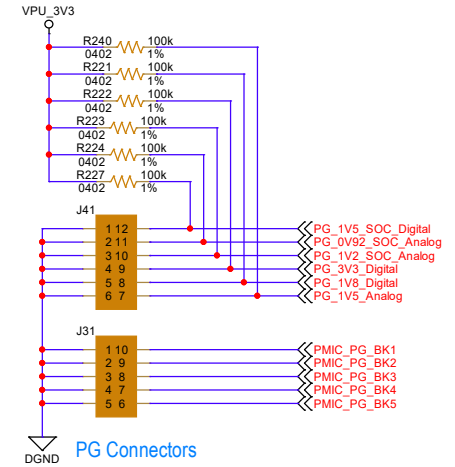 VPU_3V3
R240 100k
0402 1%
R221 100k
0402 1%
R222 100k
0402 1%
R223 100k
0402 1%
R224 100k
0402 1%
R227 100k
0402 1%
J41
1 12 PG_1V5_SOC_Digital
2 11 PG_0V92_SOC_Analog
3 10 PG_1V2_SOC_Analog
4 9 PG_3V3_Digital
5 8 PG_1V8_Digital
6 7 PG_1V5_Analog
J31
1 10 PMIC_PG_BK1
2 9 PMIC_PG_BK2
3 8 PMIC_PG_BK3
4 7 PMIC_PG_BK4
5 6 PMIC_PG_BK5
DGND
PG Connectors